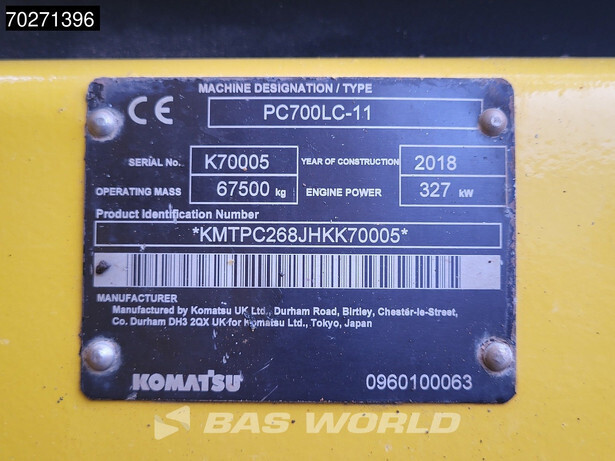 70271396
MACHINE DESIGNATION / TYPE
CE PC700LC-11
SERIAL No. K70005 YEAR OF CONSTRUCTION 2018
OPERATING MASS 67500 kg ENGINE POWER 327 kW
Product Identification Number
*KMTPC268JHKK70005*
MANUFACTURER
Manufactured by Komatsu UK Ltd., Durham Road, Birtley, Chester-le-Street,
Co. Durham DH3 2QX UK for Komatsu Ltd., Tokyo, Japan
KOMATSU 0960100063
BAS WORLD